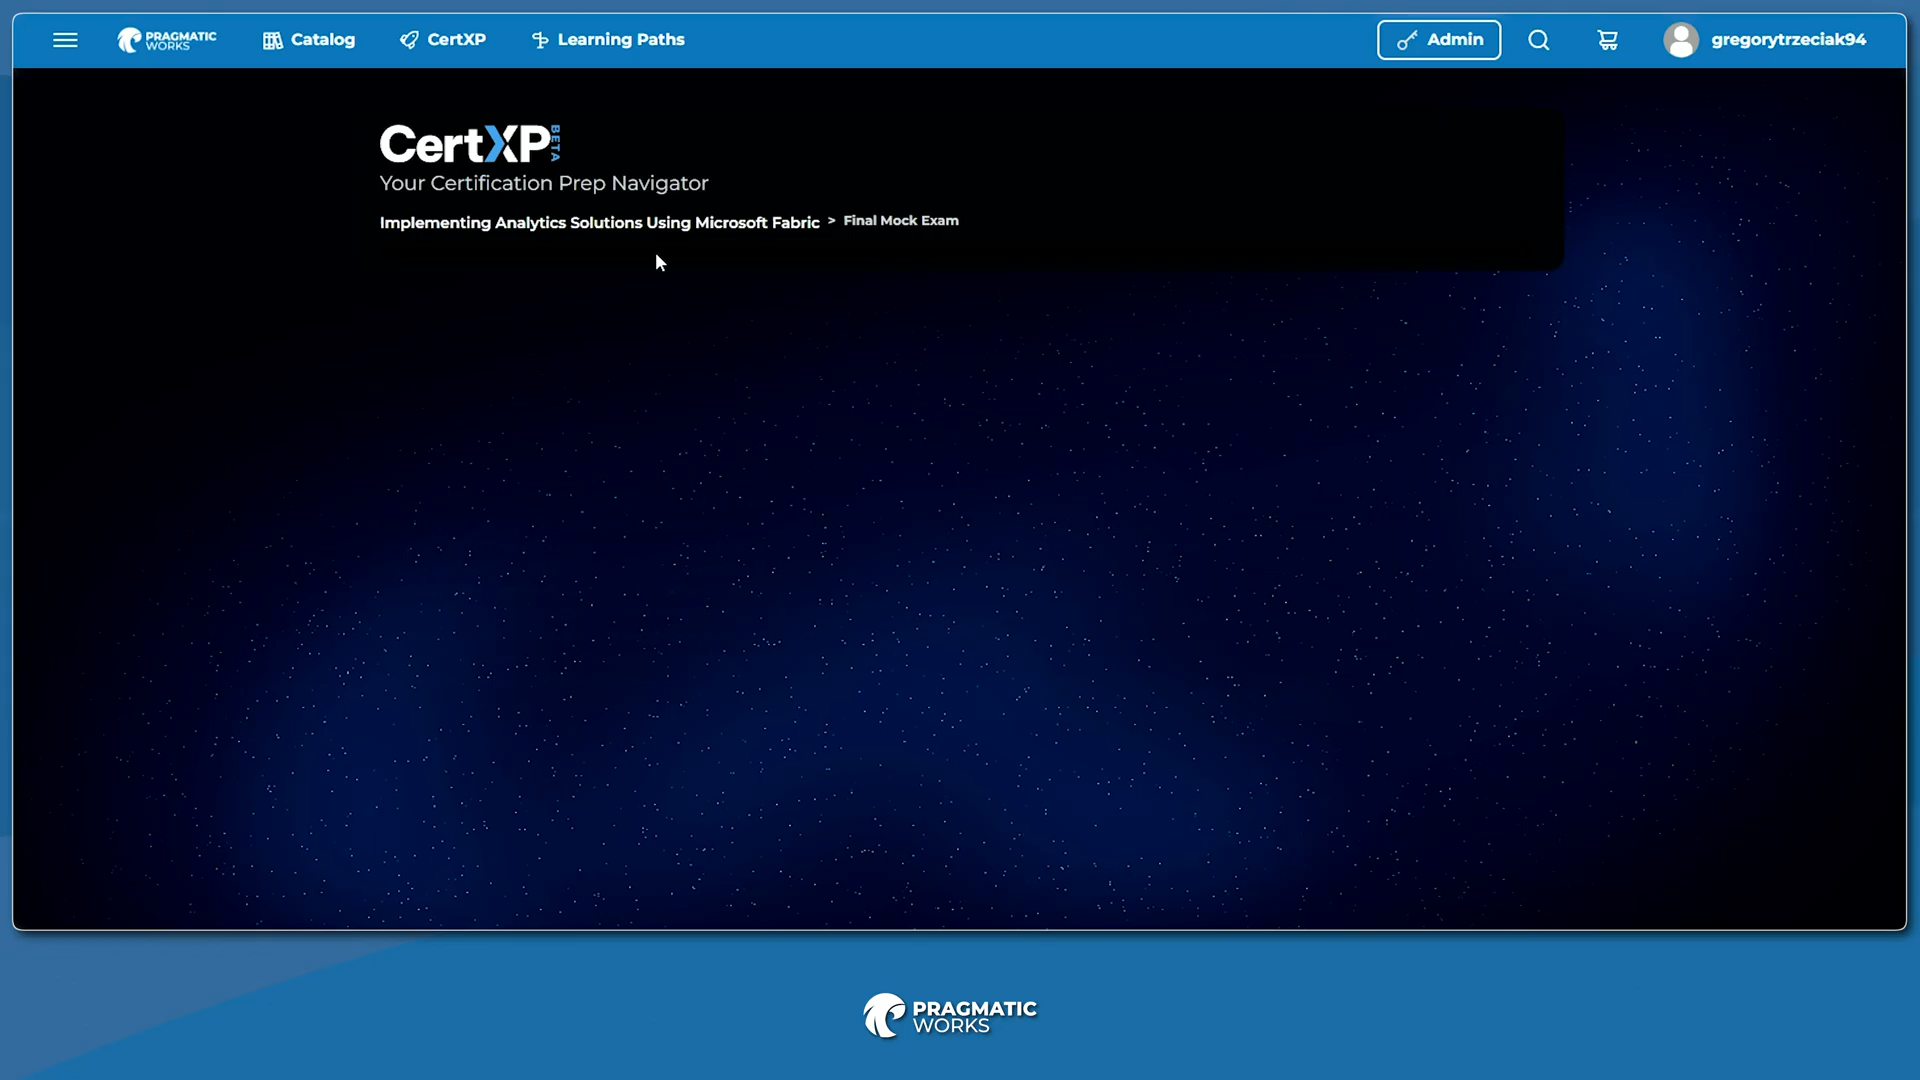 PRAGMATIC
WORKS
Catalog
CertXP
Learning Paths
Admin
gregorytrzeciak94
CertXP BETA
Your Certification Prep Navigator
Implementing Analytics Solutions Using Microsoft Fabric > Final Mock Exam
PRAGMATIC
WORKS